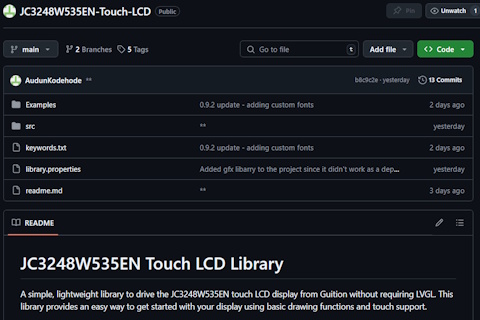 JC3248W535EN-Touch-LCD Public
Pin Unwatch 1
main 2 Branches 5 Tags Go to file t Add file Code
AudunKodehode ** b8c9c2e · yesterday 13 Commits
Examples 0.9.2 update - adding custom fonts 2 days ago
src ** yesterday
keywords.txt 0.9.2 update - adding custom fonts 2 days ago
library.properties Added gfx libarry to the project since it didn't work as a dep... yesterday
readme.md ** 3 days ago
README
JC3248W535EN Touch LCD Library
A simple, lightweight library to drive the JC3248W535EN touch LCD display from Guition without requiring LVGL. This
library provides an easy way to get started with your display using basic drawing functions and touch support.